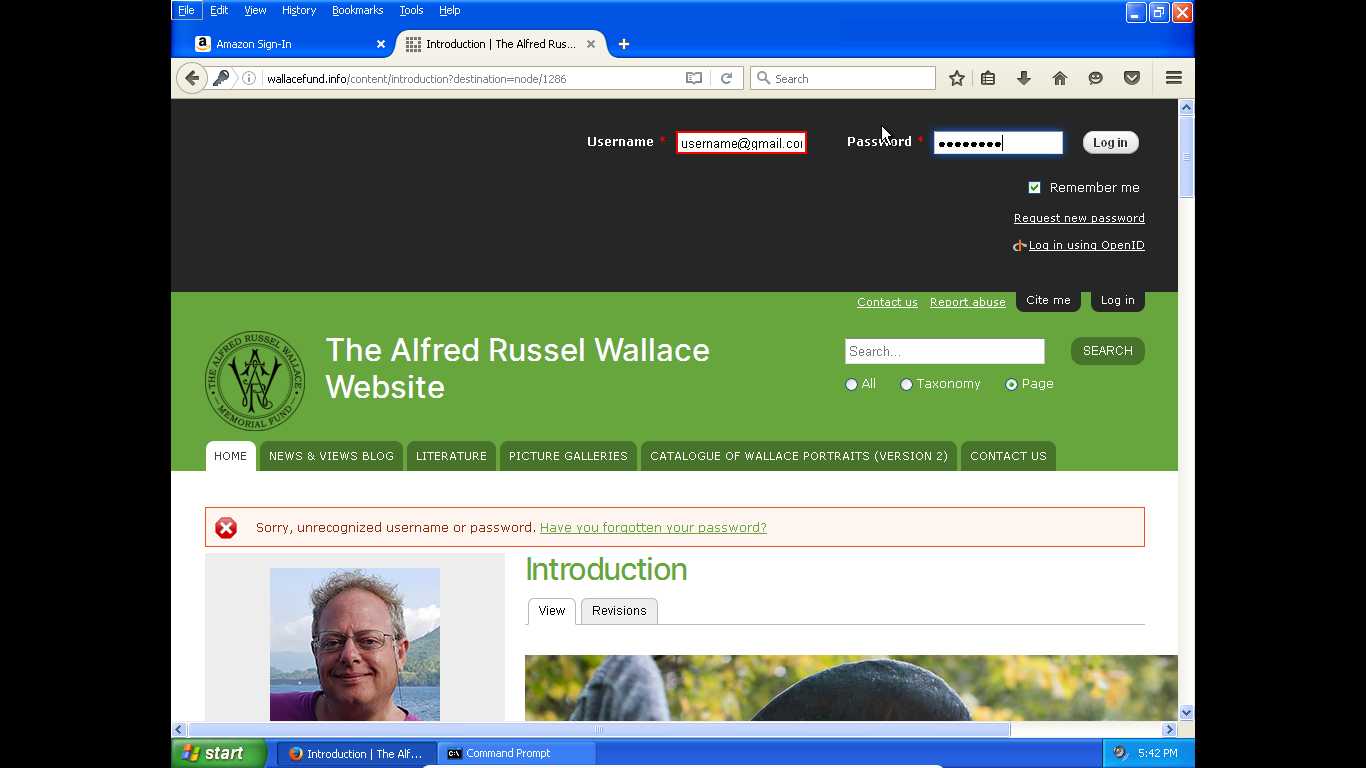 File Edit View History Bookmarks Tools Help
Amazon Sign-In
Introduction | The Alfred Rus...
wallacefund.info/content/introduction?destination=node/1286
Search
Username *
username@gmail.co
Password *
Log in
Remember me
Request new password
Log in using OpenID
Contact us Report abuse Cite me Log in
THE ALFRED RUSSEL WALLACE MEMORIAL FUND
The Alfred Russel Wallace
Website
Search...
SEARCH
All Taxonomy Page
HOME NEWS & VIEWS BLOG LITERATURE PICTURE GALLERIES CATALOGUE OF WALLACE PORTRAITS (VERSION 2) CONTACT US
Sorry, unrecognized username or password. Have you forgotten your password?
Introduction
View Revisions
start
Introduction | The Alf...
C:\
Command Prompt
5:42 PM